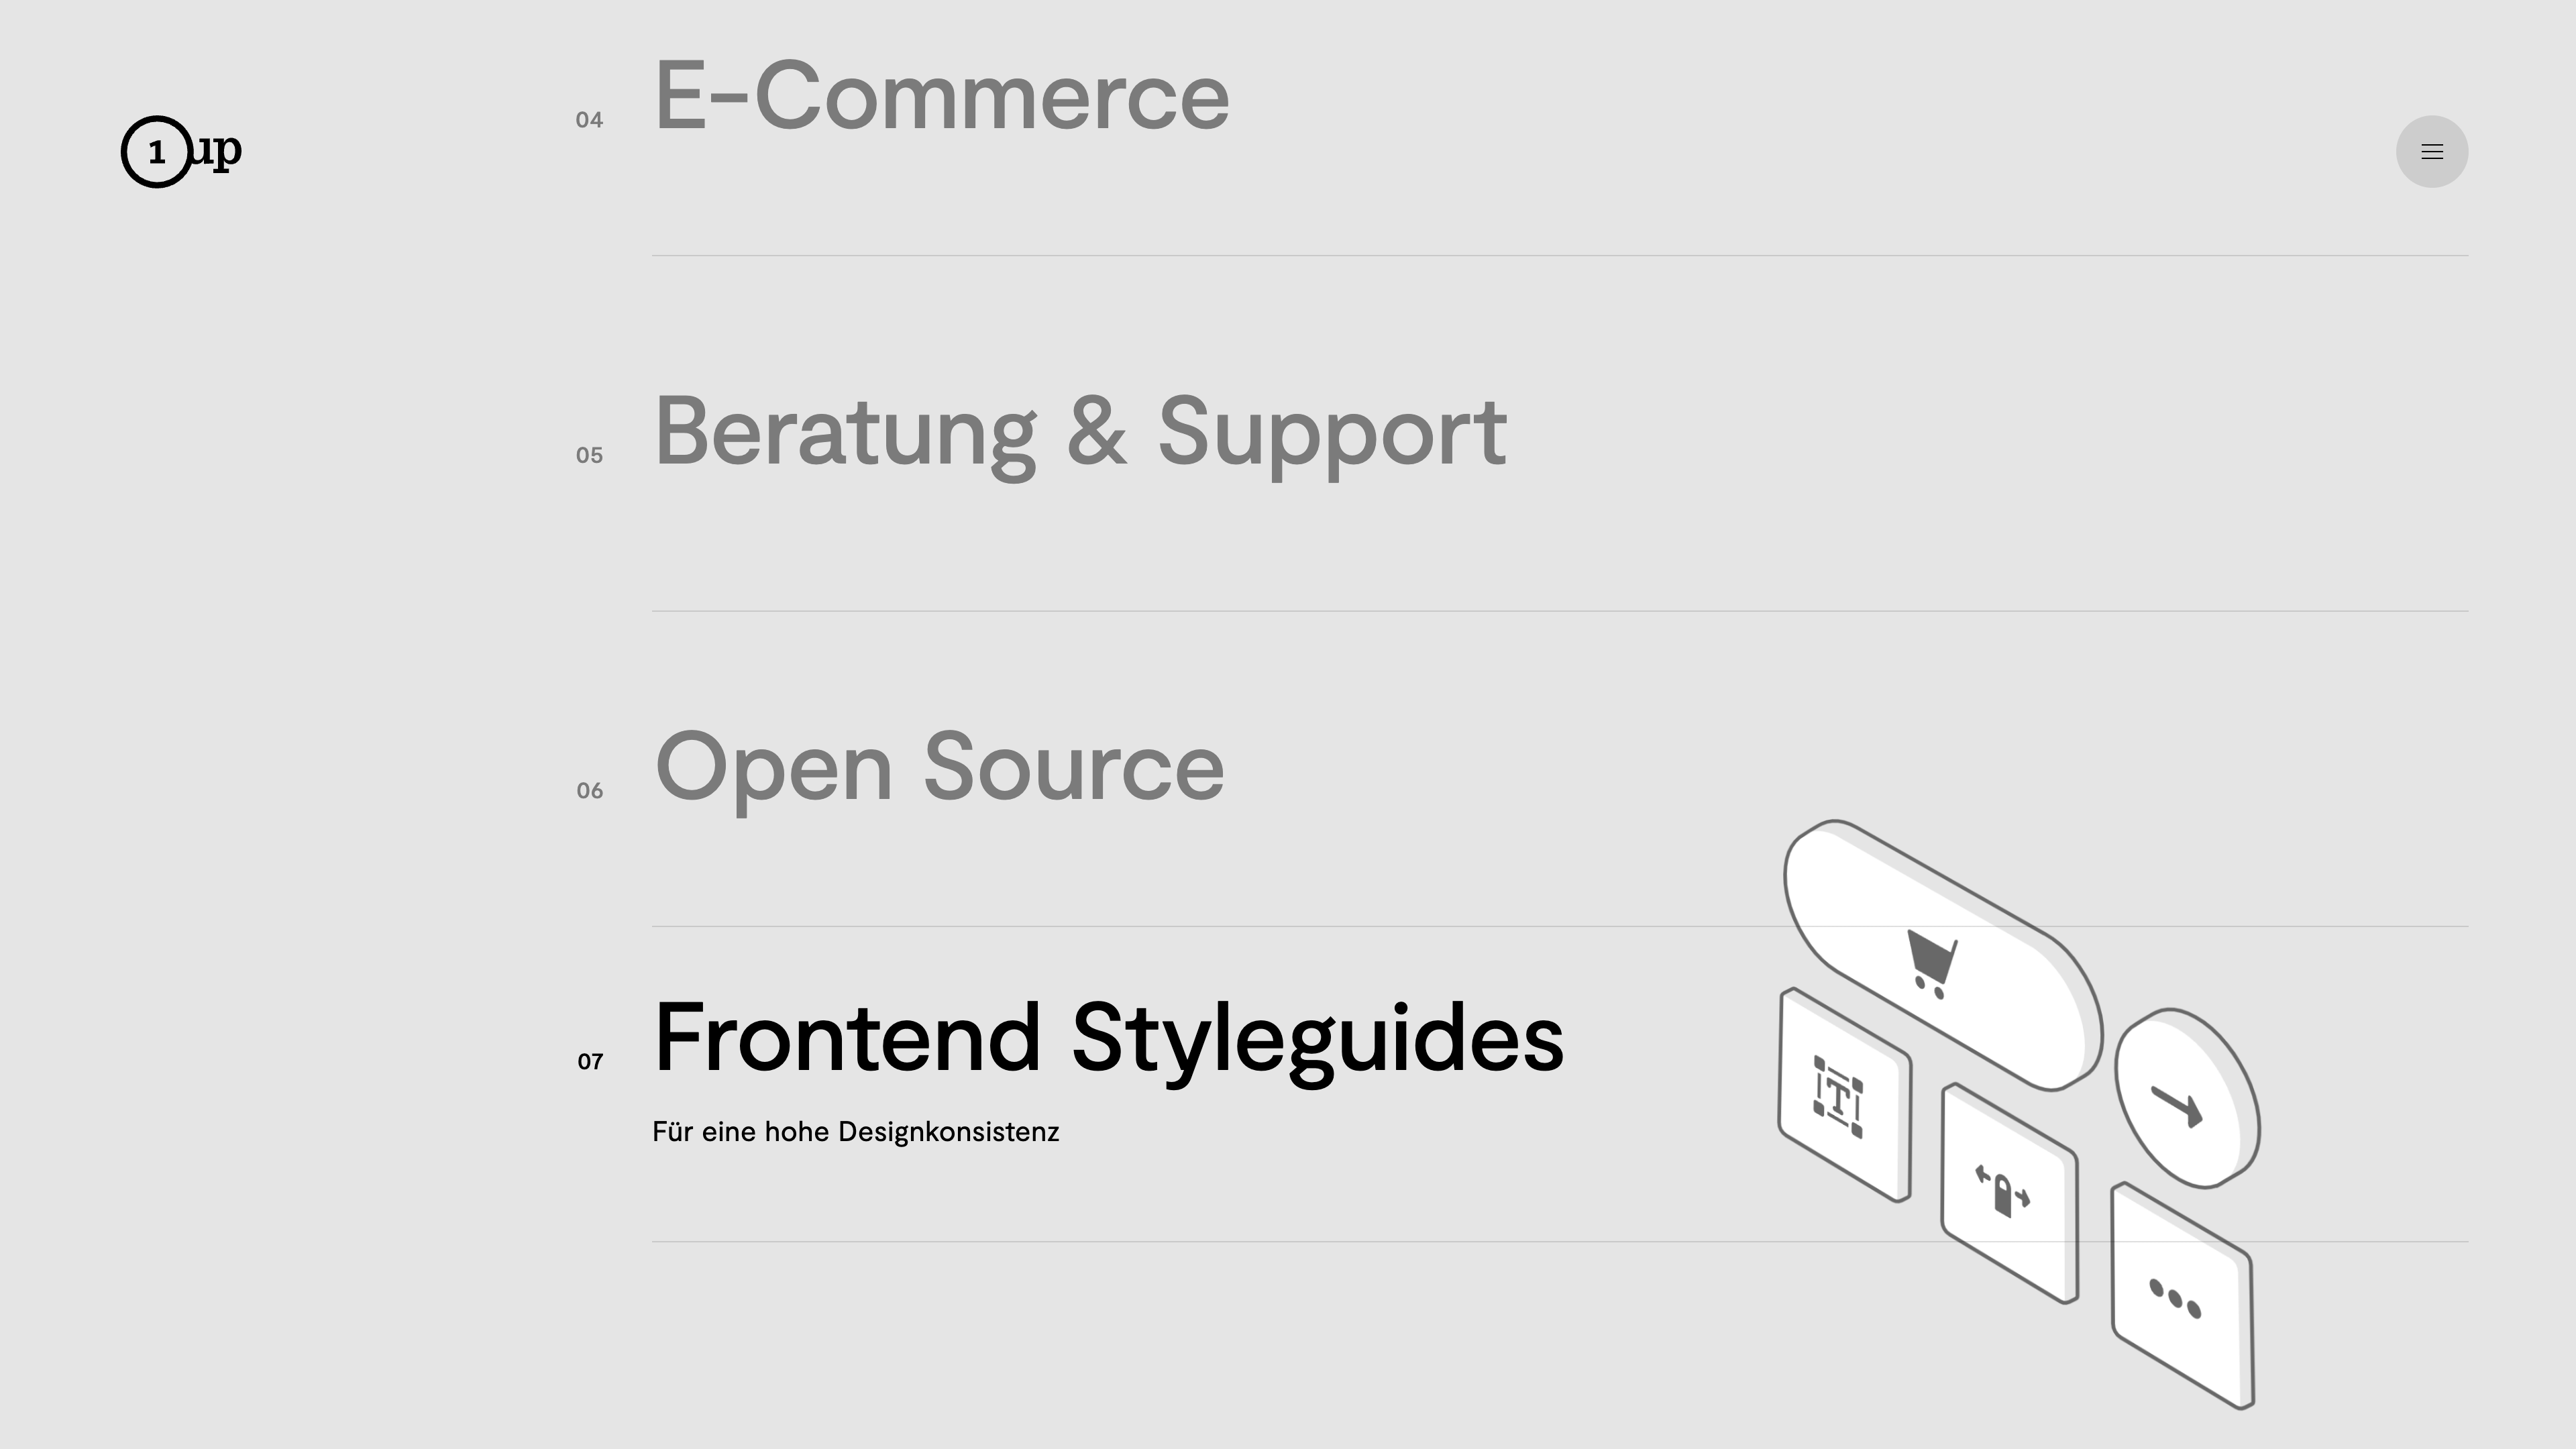 1up
04 E-Commerce
05 Beratung & Support
06 Open Source
07 Frontend Styleguides
Für eine hohe Designkonsistenz
T